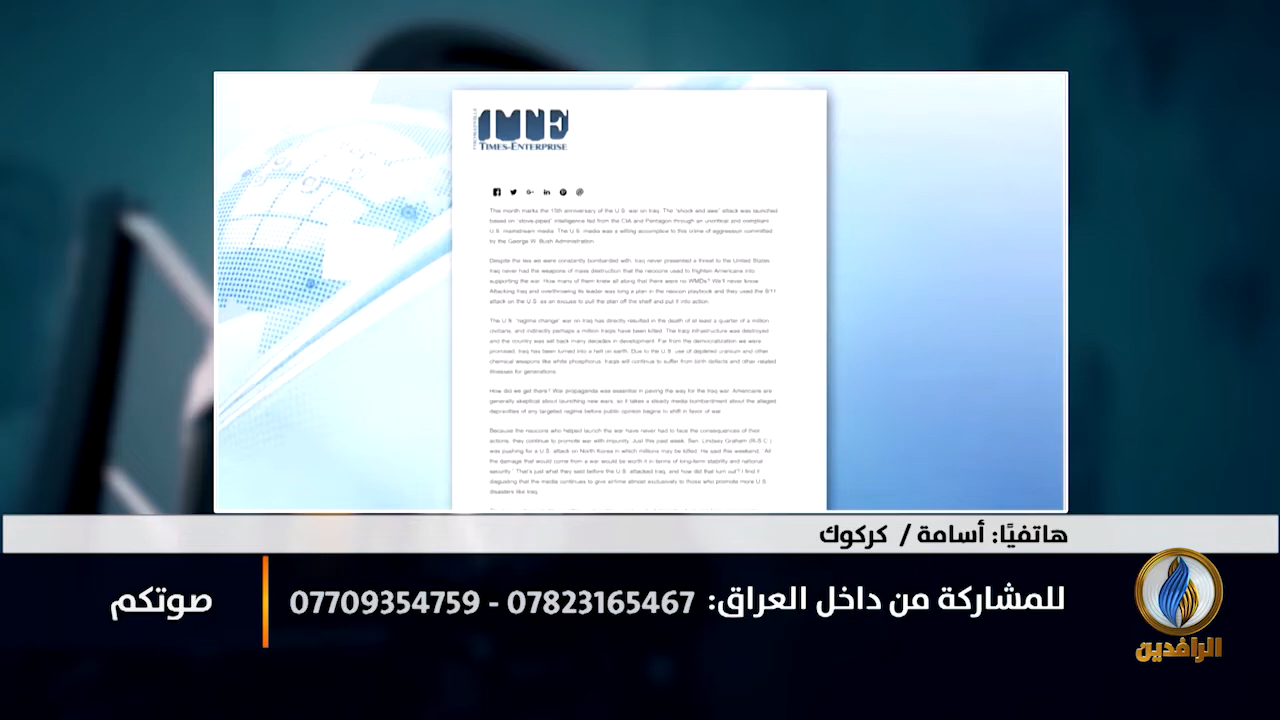 TIMES-ENTERPRISE
This month marks the 15th anniversary of the U.S. war on Iraq. The "shock and awe" attack was launched
based on "stove-piped" intelligence fed from the CIA and Pentagon through an uncritical and compliant
U.S. mainstream media. The U.S. media was a willing accomplice to this crime of aggression committed
by the George W. Bush Administration.
Despite the lies we were constantly bombarded with, Iraq never presented a threat to the United States.
Iraq never had the weapons of mass destruction that the neocons used to frighten Americans into
supporting the war. How many of them knew all along that there were no WMDs? We'll never know.
Attacking Iraq and overthrowing its leader was long a plan in the neocon playbook and they used the 9/11
attack on the U.S. as an excuse to pull the plan off the shelf and put it into action.
The U.S. "regime change" war on Iraq has directly resulted in the death of at least a quarter of a million
civilians, and indirectly perhaps a million Iraqis have been killed. The Iraqi infrastructure was destroyed
and the country was set back many decades in development. Far from the democratization we were
promised, Iraq has been turned into a hell on earth. Due to the U.S. use of depleted uranium and other
chemical weapons like white phosphorus, Iraqis will continue to suffer from birth defects and other related
illnesses for generations.
How did we get there? War propaganda was essential in paving the way for the Iraq war. Americans are
generally skeptical about launching new wars, so it takes a steady media bombardment about the alleged
depravities of any targeted regime before public opinion begins to shift in favor of war.
Because the neocons who helped launch the war have never had to face the consequences of their
actions, they continue to promote war with impunity. Just this past week, Sen. Lindsey Graham (R-S.C.)
was pushing for a U.S. attack on North Korea in which millions may be killed. He said this weekend, "All
the damage that would come from a war would be worth it in terms of long-term stability and national
security." That's just what they said before the U.S. attacked Iraq, and how did that turn out? I find it
disgusting that the media continues to give airtime almost exclusively to those who promote more U.S.
disasters like Iraq.
هاتفيًا: أسامة / كركوك
للمشاركة من داخل العراق: 07823165467 - 07709354759
صوتكم
الرافدين